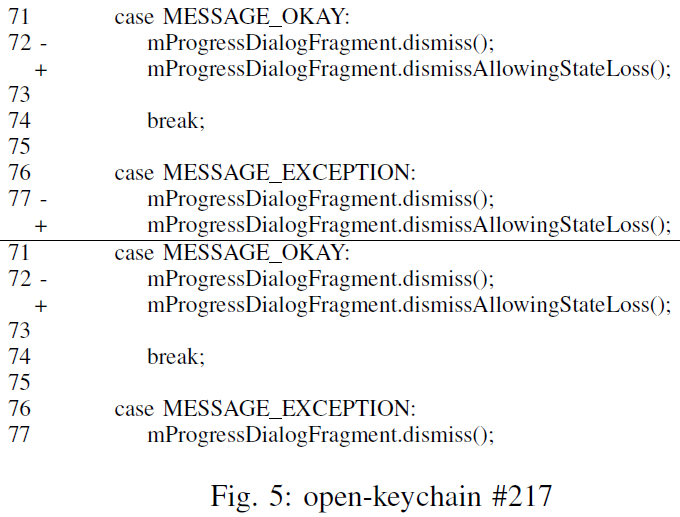 71 case MESSAGE_OKAY:
72 - mProgressDialogFragment.dismiss();
+ mProgressDialogFragment.dismissAllowingStateLoss();
73
74 break;
75
76 case MESSAGE_EXCEPTION:
77 - mProgressDialogFragment.dismiss();
+ mProgressDialogFragment.dismissAllowingStateLoss();
71 case MESSAGE_OKAY:
72 - mProgressDialogFragment.dismiss();
+ mProgressDialogFragment.dismissAllowingStateLoss();
73
74 break;
75
76 case MESSAGE_EXCEPTION:
77 mProgressDialogFragment.dismiss();
Fig. 5: open-keychain #217